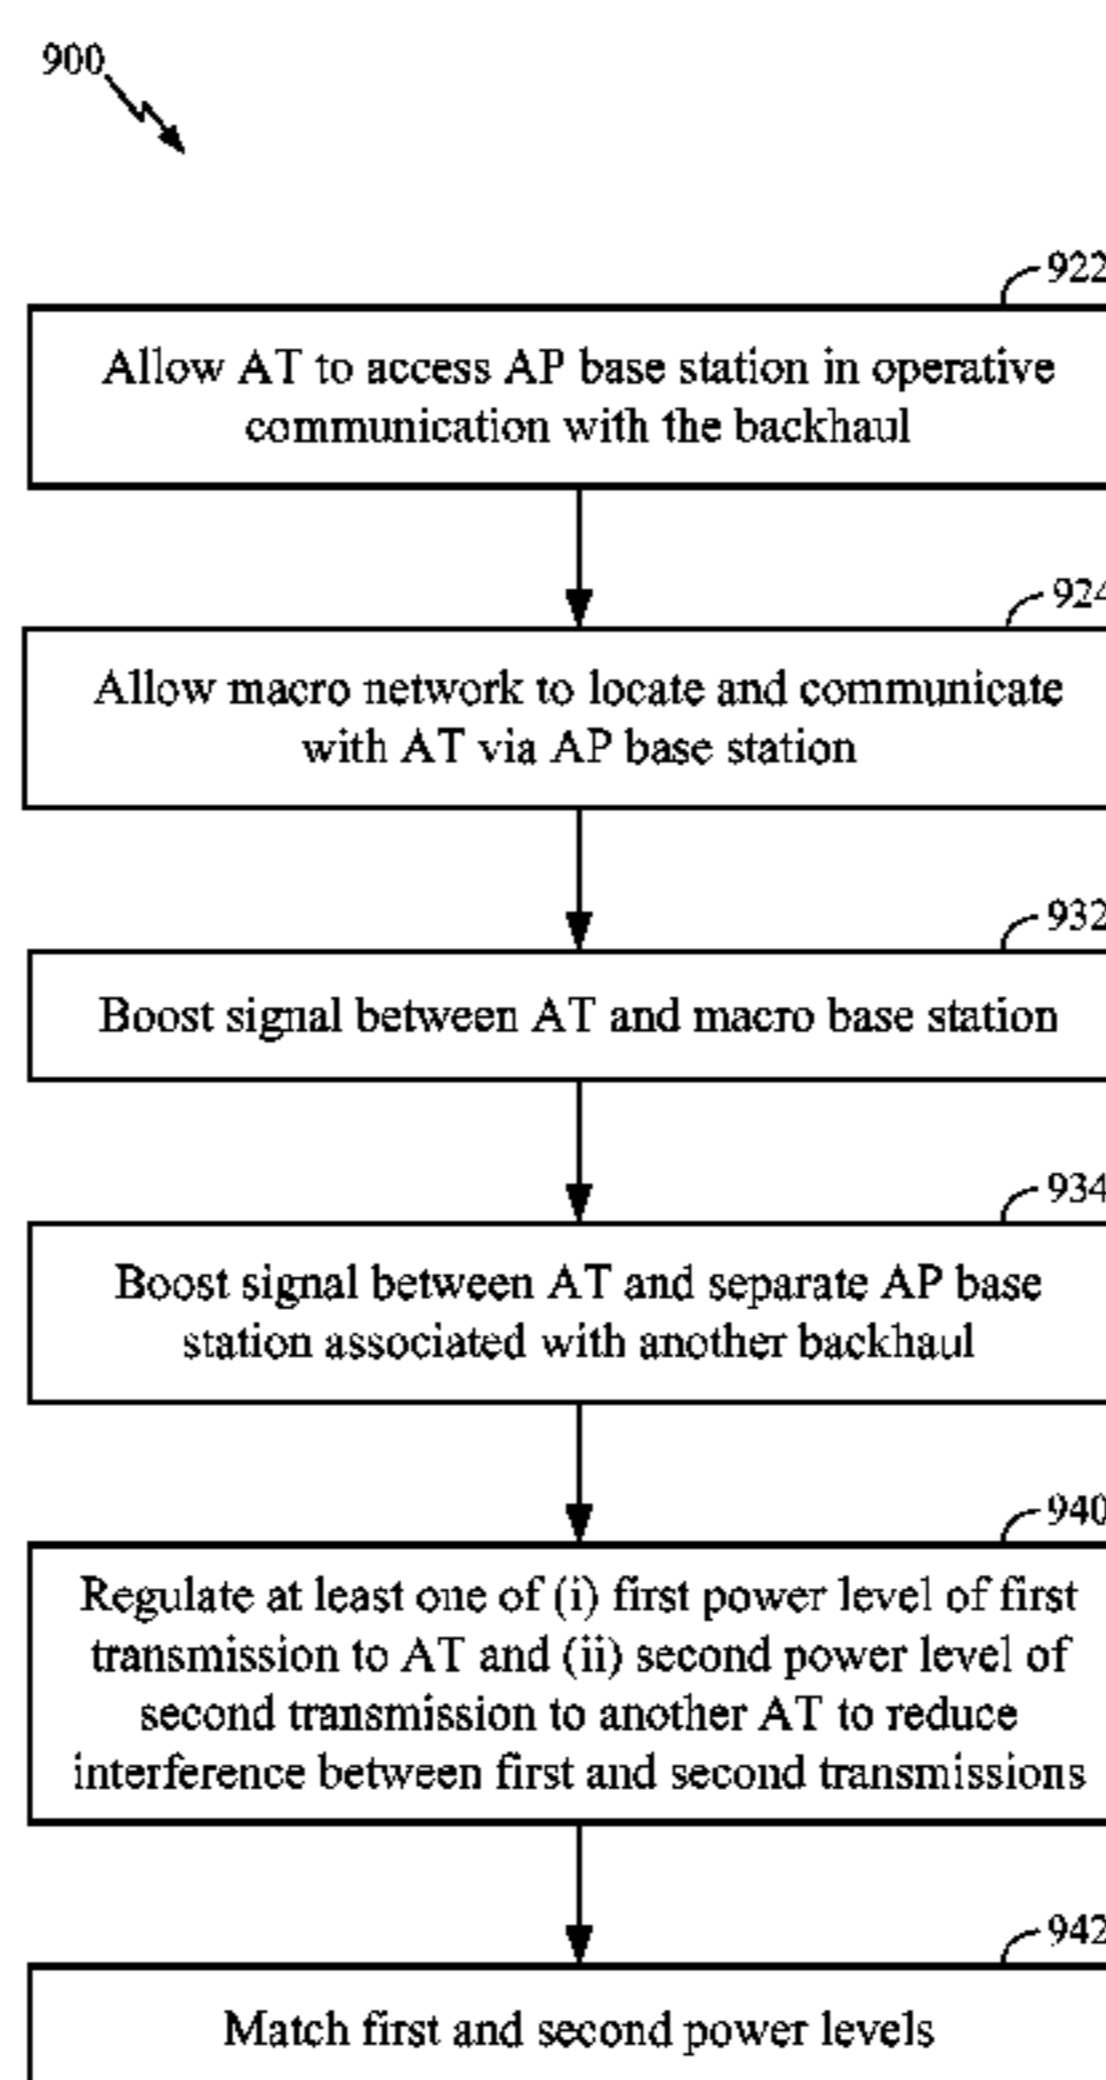 900
922
Allow AT to access AP base station in operative
communication with the backhaul
924
Allow macro network to locate and communicate
with AT via AP base station
932
Boost signal between AT and macro base station
934
Boost signal between AT and separate AP base
station associated with another backhaul
940
Regulate at least one of (i) first power level of first
transmission to AT and (ii) second power level of
second transmission to another AT to reduce
interference between first and second transmissions
942
Match first and second power levels